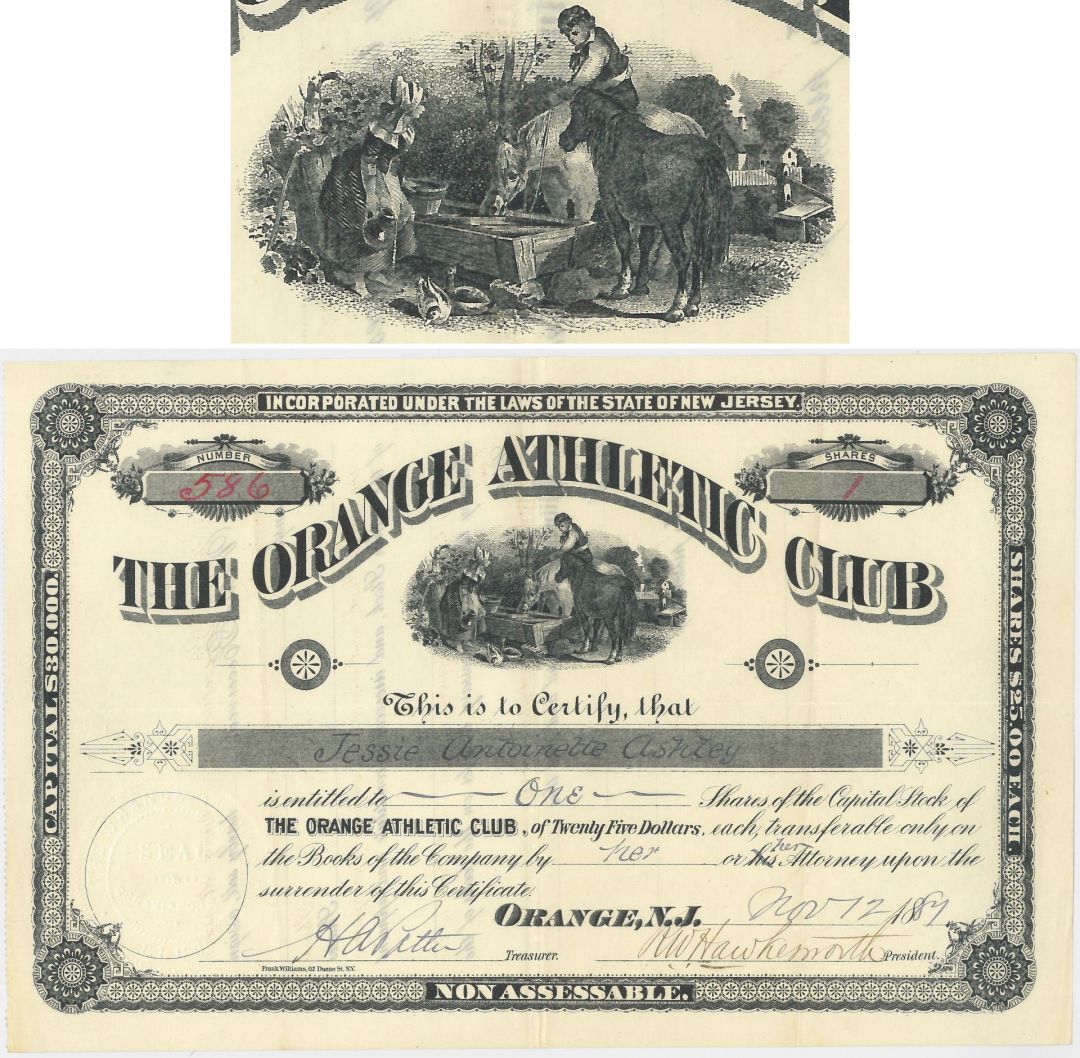 INCORPORATED UNDER THE LAWS OF THE STATE OF NEW JERSEY.
NUMBER
586
SHARES
1
THE ORANGE ATHLETIC CLUB
CAPITAL $80.000.
SHARES $25.00 EACH.
This is to Certify, that
Jessie Antoinette Ashley
is entitled to One Shares of the Capital Stock of
THE ORANGE ATHLETIC CLUB, of Twenty Five Dollars, each, transferable only on
the Books of the Company by her or his her Attorney upon the
surrender of this Certificate.
SEAL
ORANGE, N.J. Nov 12 188
Treasurer. R W Hawkesworth President.
Frank Williams, 62 Duane St. N.Y.
NON ASSESSABLE.